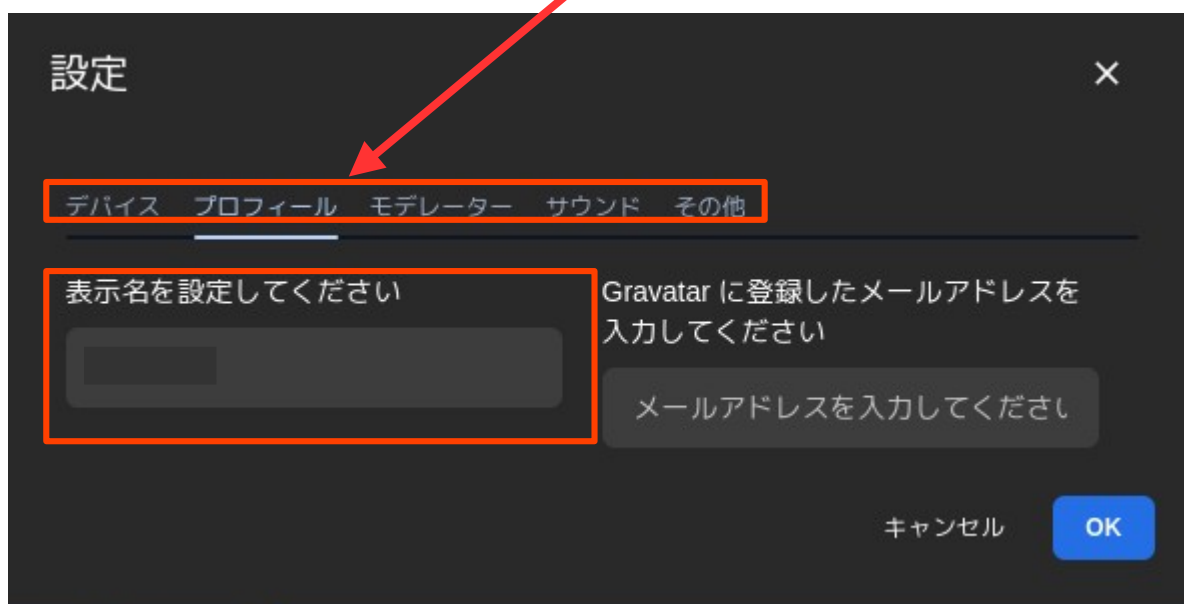 設定
デバイス プロフィール モデレーター サウンド その他
表示名を設定してください
Gravatar に登録したメールアドレスを
入力してください
メールアドレスを入力してくださ
キャンセル
OK